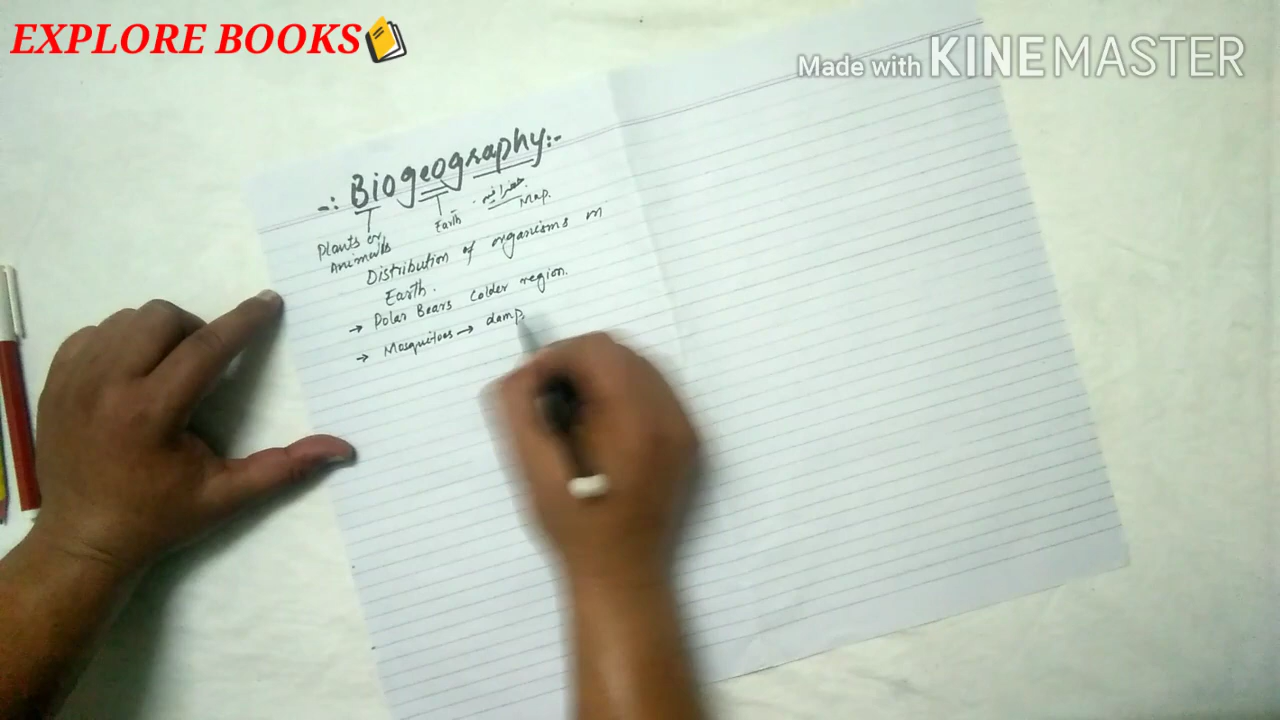 EXPLORE BOOKS
Made with KINEMASTER
-: Biogeography:-
Plants or
Animals
Earth
جغرافیہ
Map.
Distribution of organisms on
Earth.
→ Polar Bears Colder region.
→ Mosquitoes → damp